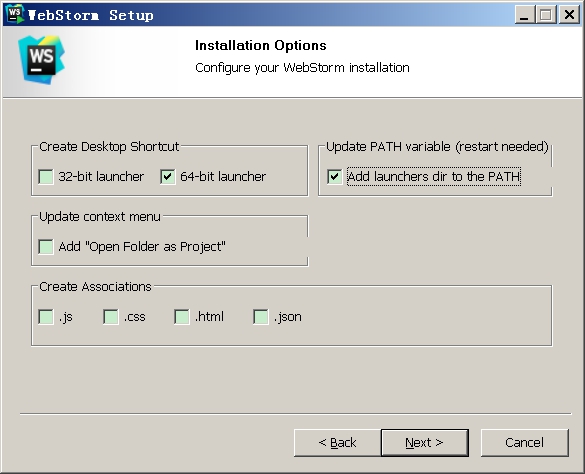 WebStorm Setup
WS
Installation Options
Configure your WebStorm installation
Create Desktop Shortcut
32-bit launcher
64-bit launcher
Update PATH variable (restart needed)
Add launchers dir to the PATH
Update context menu
Add "Open Folder as Project"
Create Associations
.js
.css
.html
.json
< Back
Next >
Cancel